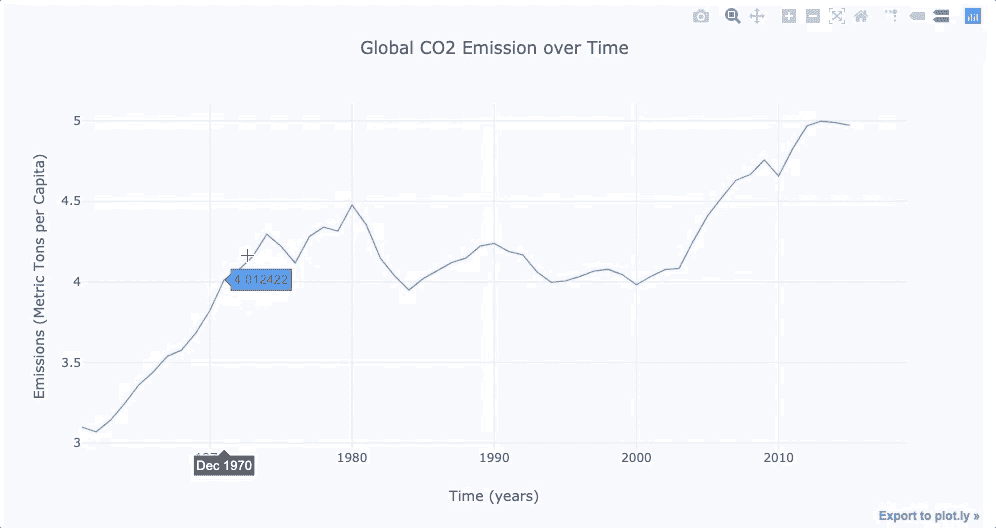 Global CO2 Emission over Time
Emissions (Metric Tons per Capita)
5
4.5
4
3.5
3
4.012422
Dec 1970
1980
1990
2000
2010
Time (years)
Export to plot.ly »